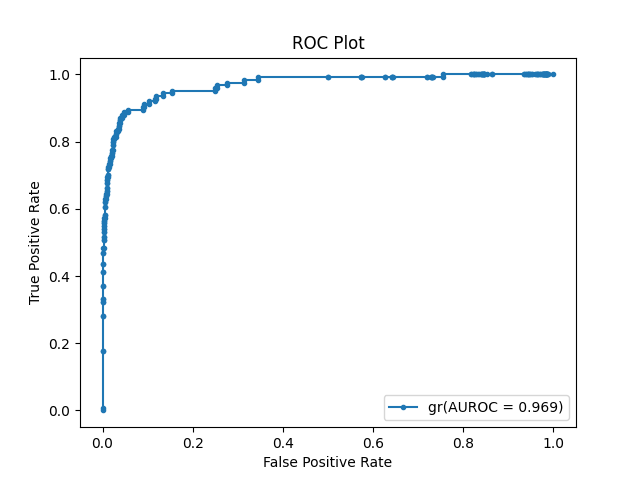 ROC Plot
True Positive Rate
1.0
0.8
0.6
0.4
0.2
0.0
gr(AUROC = 0.969)
0.0 0.2 0.4 0.6 0.8 1.0
False Positive Rate